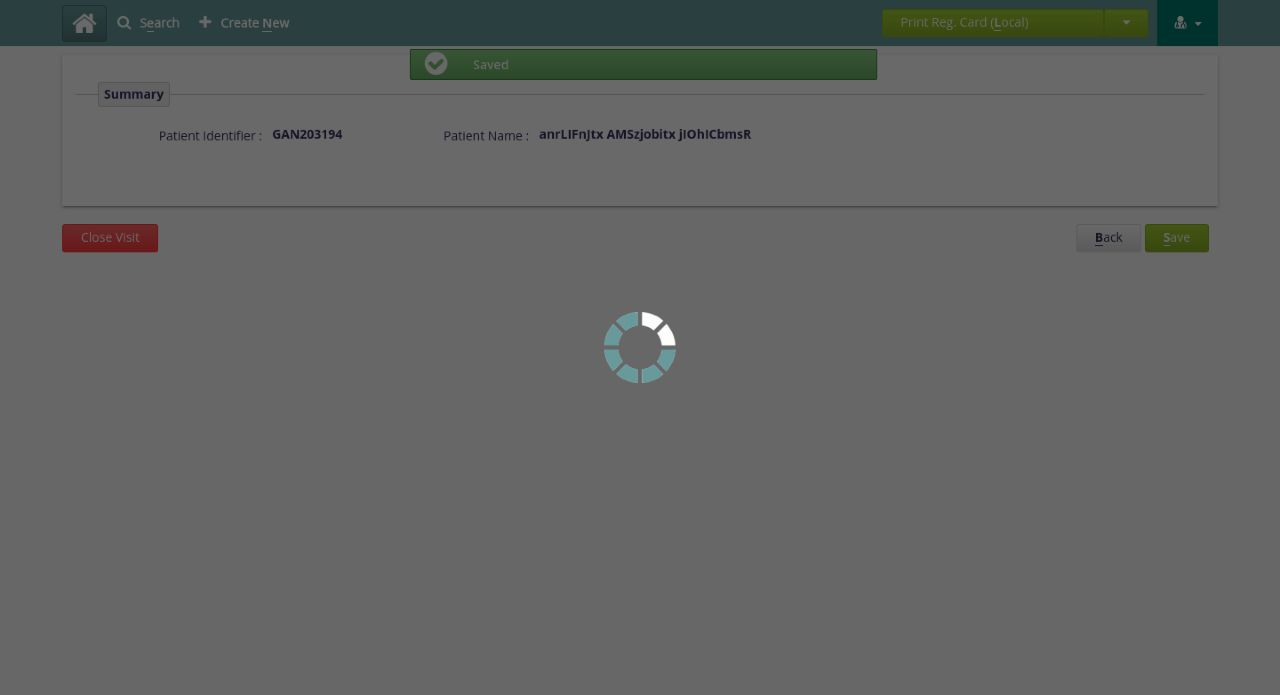 Search Create New Print Reg. Card (Local)
Saved
Summary
Patient Identifier : GAN203194 Patient Name : anrLIFnJtx AMSzjobitx jIOhICbmsR
Close Visit Back Save